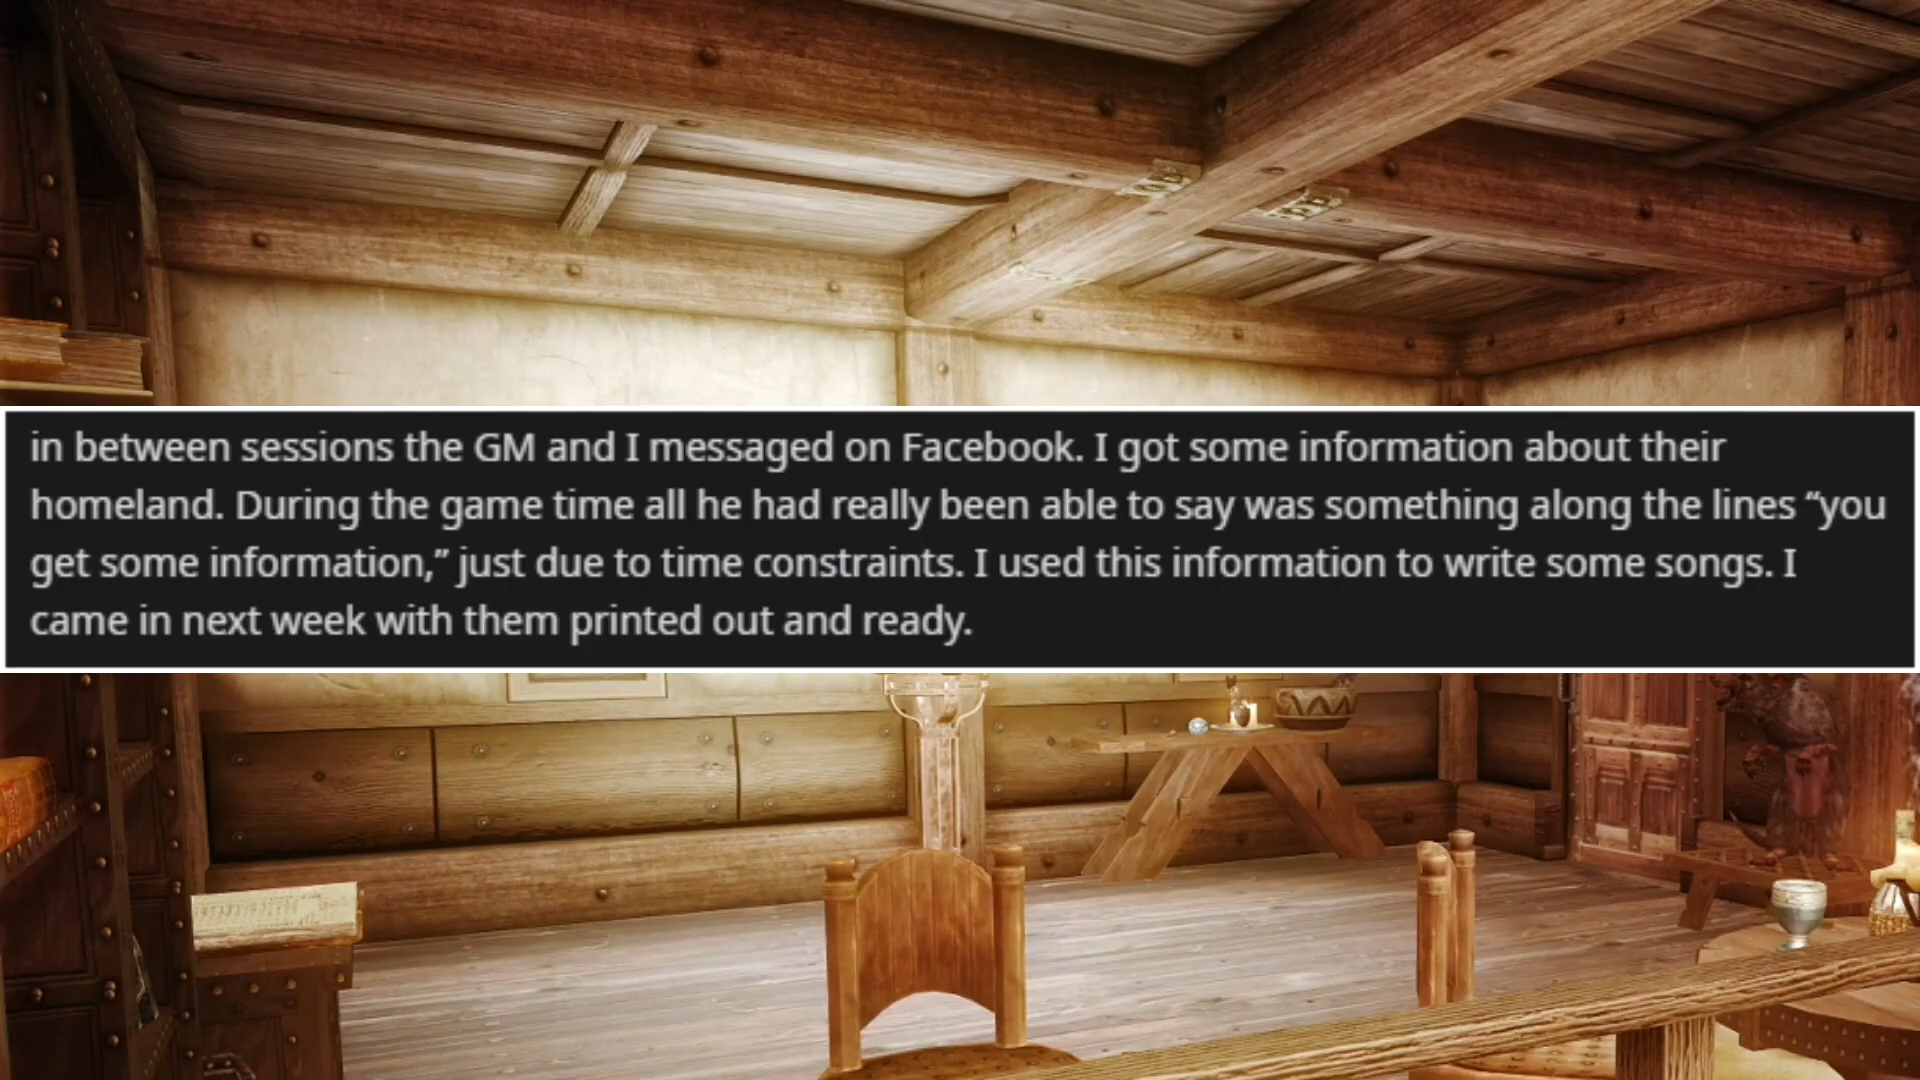 in between sessions the GM and I messaged on Facebook. I got some information about their
homeland. During the game time all he had really been able to say was something along the lines “you
get some information,” just due to time constraints. I used this information to write some songs. I
came in next week with them printed out and ready.